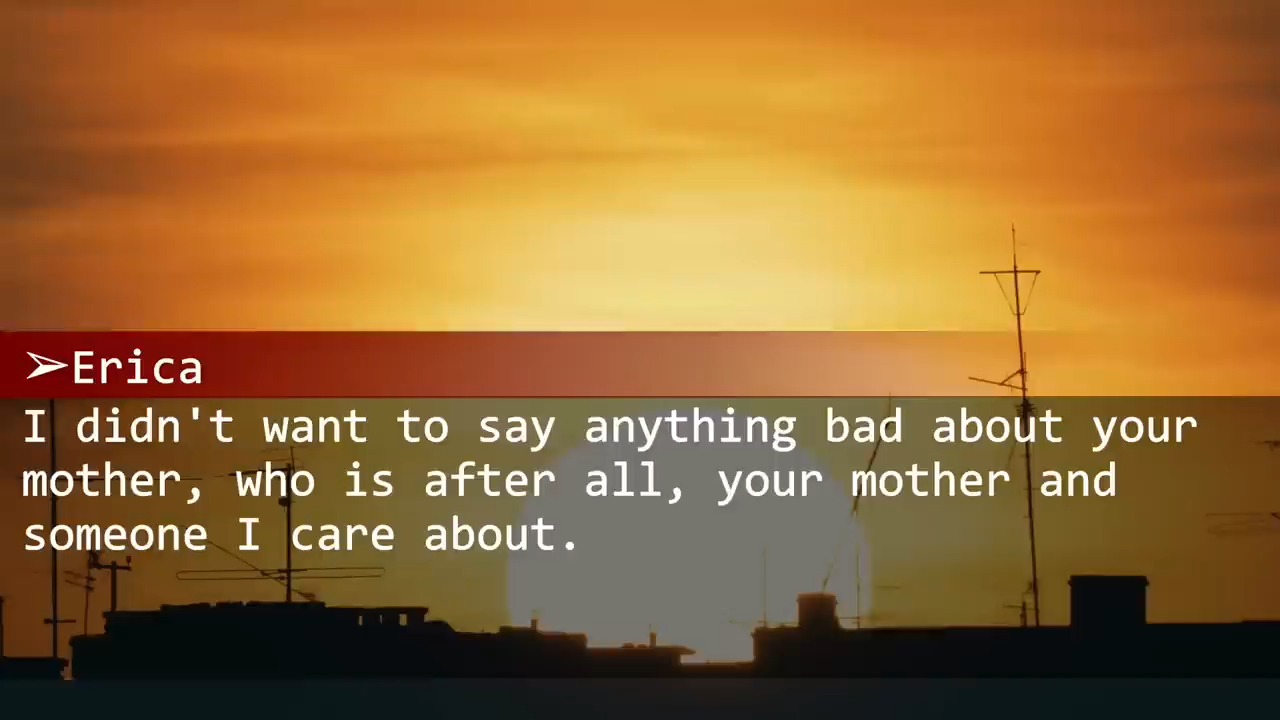 ➢Erica
I didn't want to say anything bad about your
mother, who is after all, your mother and
someone I care about.